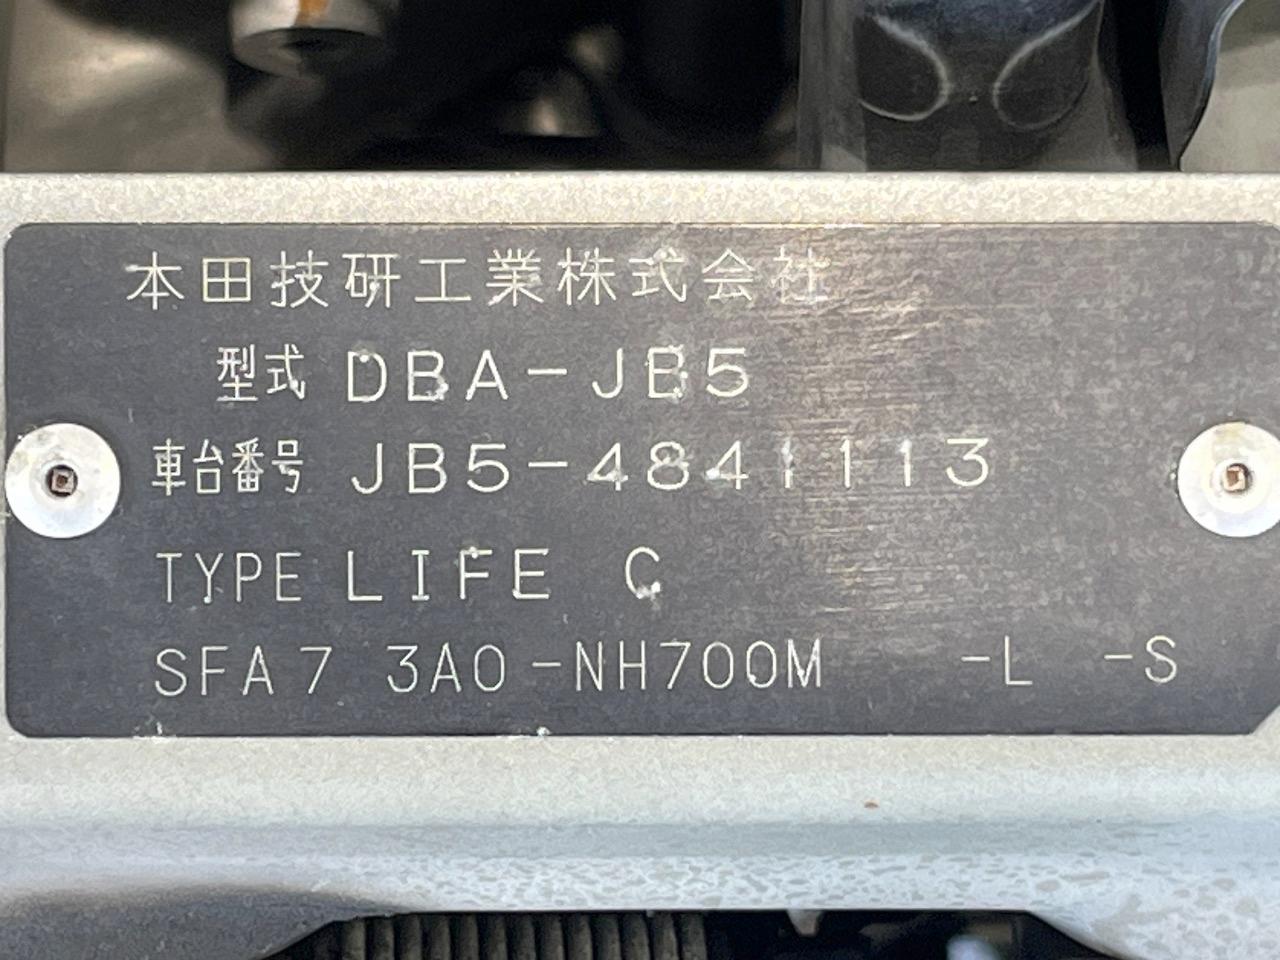 本田技研工業株式会社
型式 DBA-JB5
車台番号 JB5-4841113
TYPE LIFE C
SFA7 3A0-NH700M -L -S